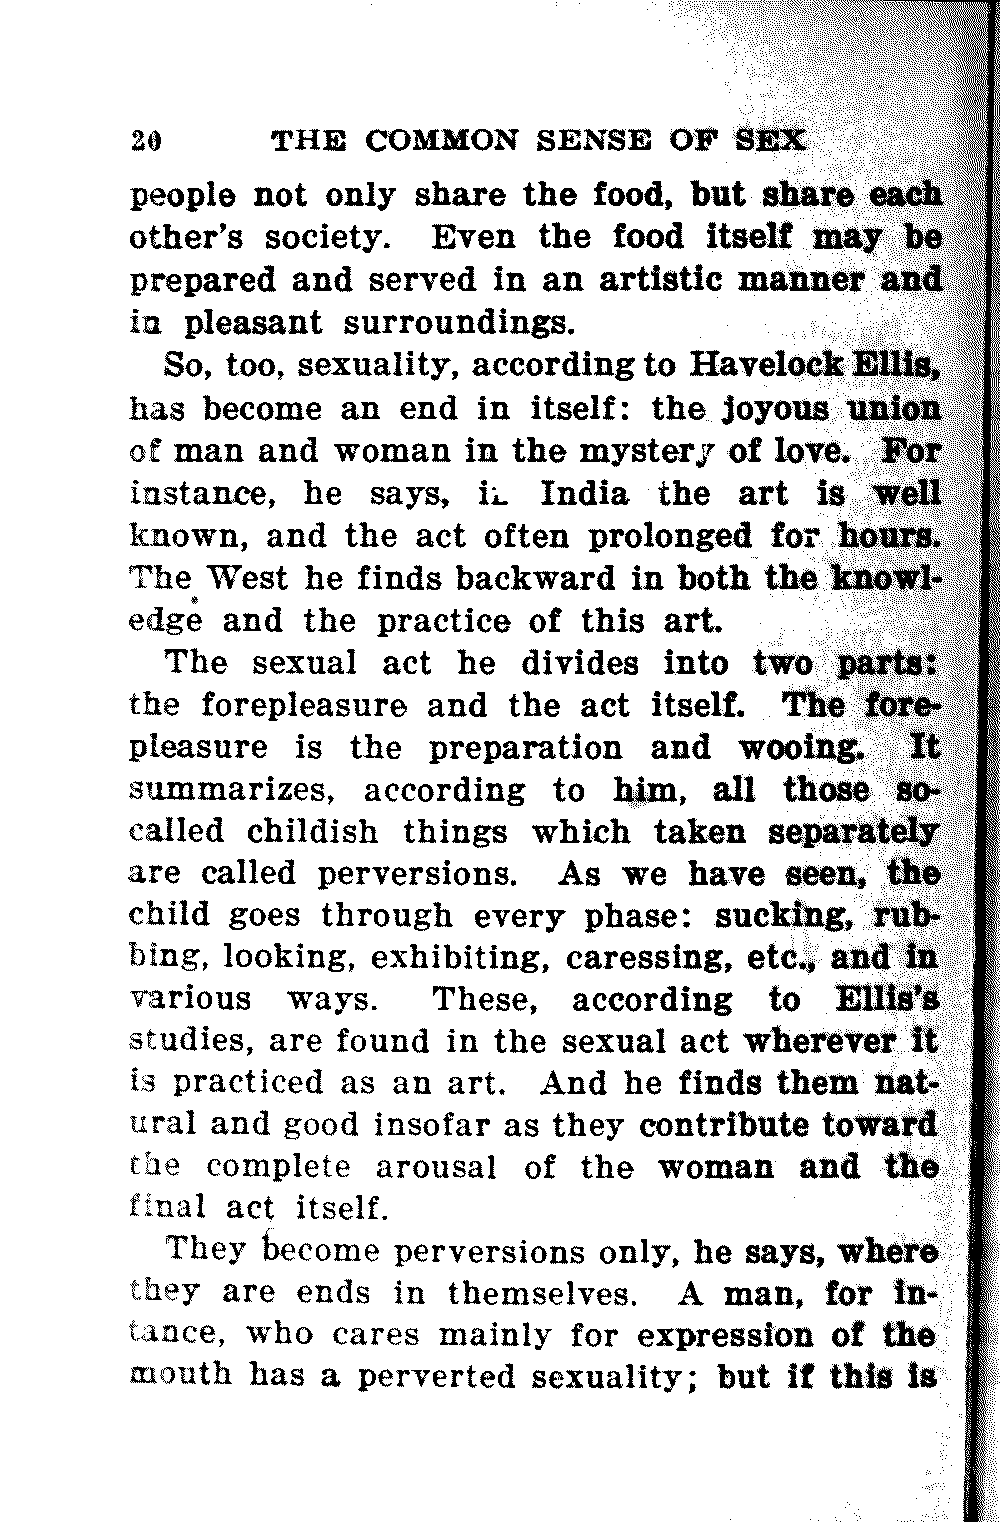 20 THE COMMON SENSE OF SEX
people not only share the food, but share each
other's society. Even the food itself may be
prepared and served in an artistic manner and
in pleasant surroundings.
So, too, sexuality, according to Havelock Ellis,
has become an end in itself: the joyous union
of man and woman in the mystery of love. For
instance, he says, in India the art is well
known, and the act often prolonged for hours.
The West he finds backward in both the knowl-
edge and the practice of this art.
The sexual act he divides into two parts:
the forepleasure and the act itself. The fore-
pleasure is the preparation and wooing. It
summarizes, according to him, all those so-
called childish things which taken separately
are called perversions. As we have seen, the
child goes through every phase: sucking, rub-
bing, looking, exhibiting, caressing, etc., and in
various ways. These, according to Ellis's
studies, are found in the sexual act wherever it
is practiced as an art. And he finds them nat-
ural and good insofar as they contribute toward
the complete arousal of the woman and the
final act itself.
They become perversions only, he says, where
they are ends in themselves. A man, for in-
tance, who cares mainly for expression of the
mouth has a perverted sexuality; but if this is